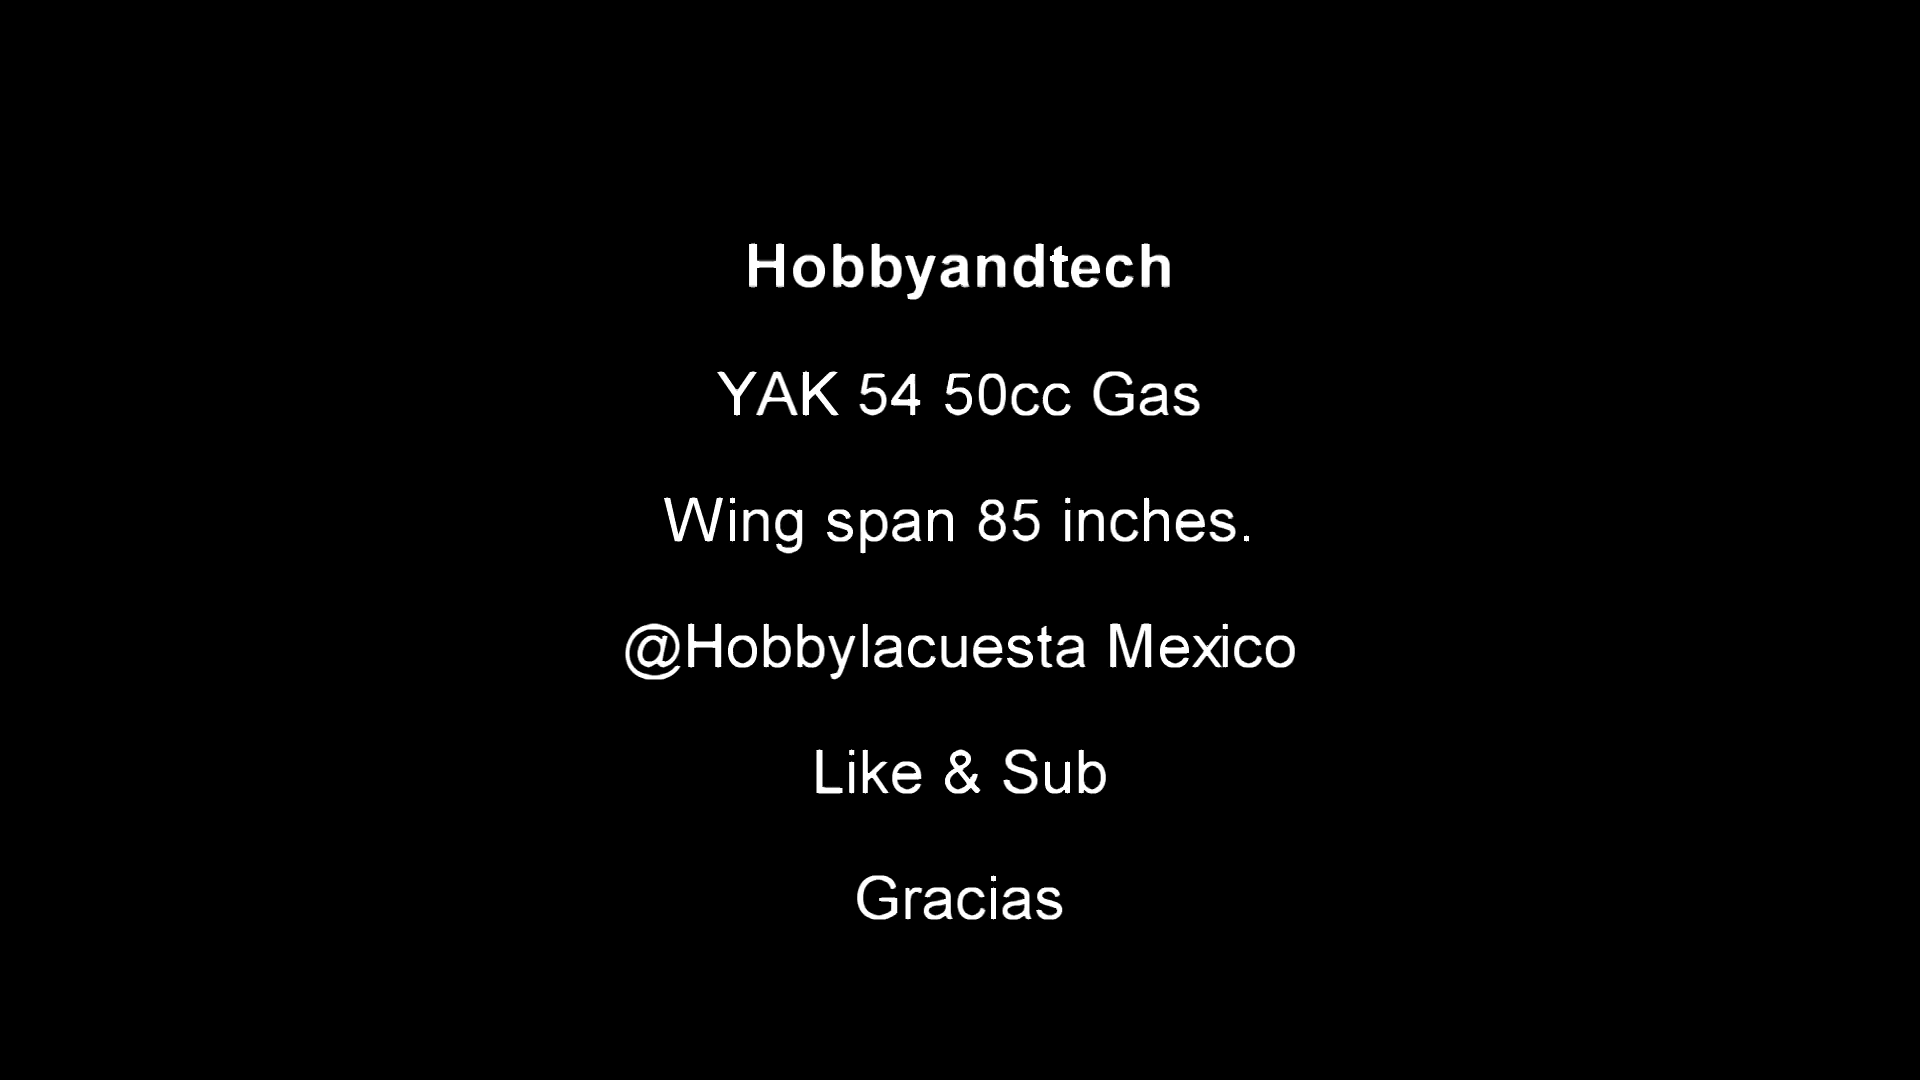 Hobbyandtech
YAK 54 50cc Gas
Wing span 85 inches.
@Hobbylacuesta Mexico
Like & Sub
Gracias